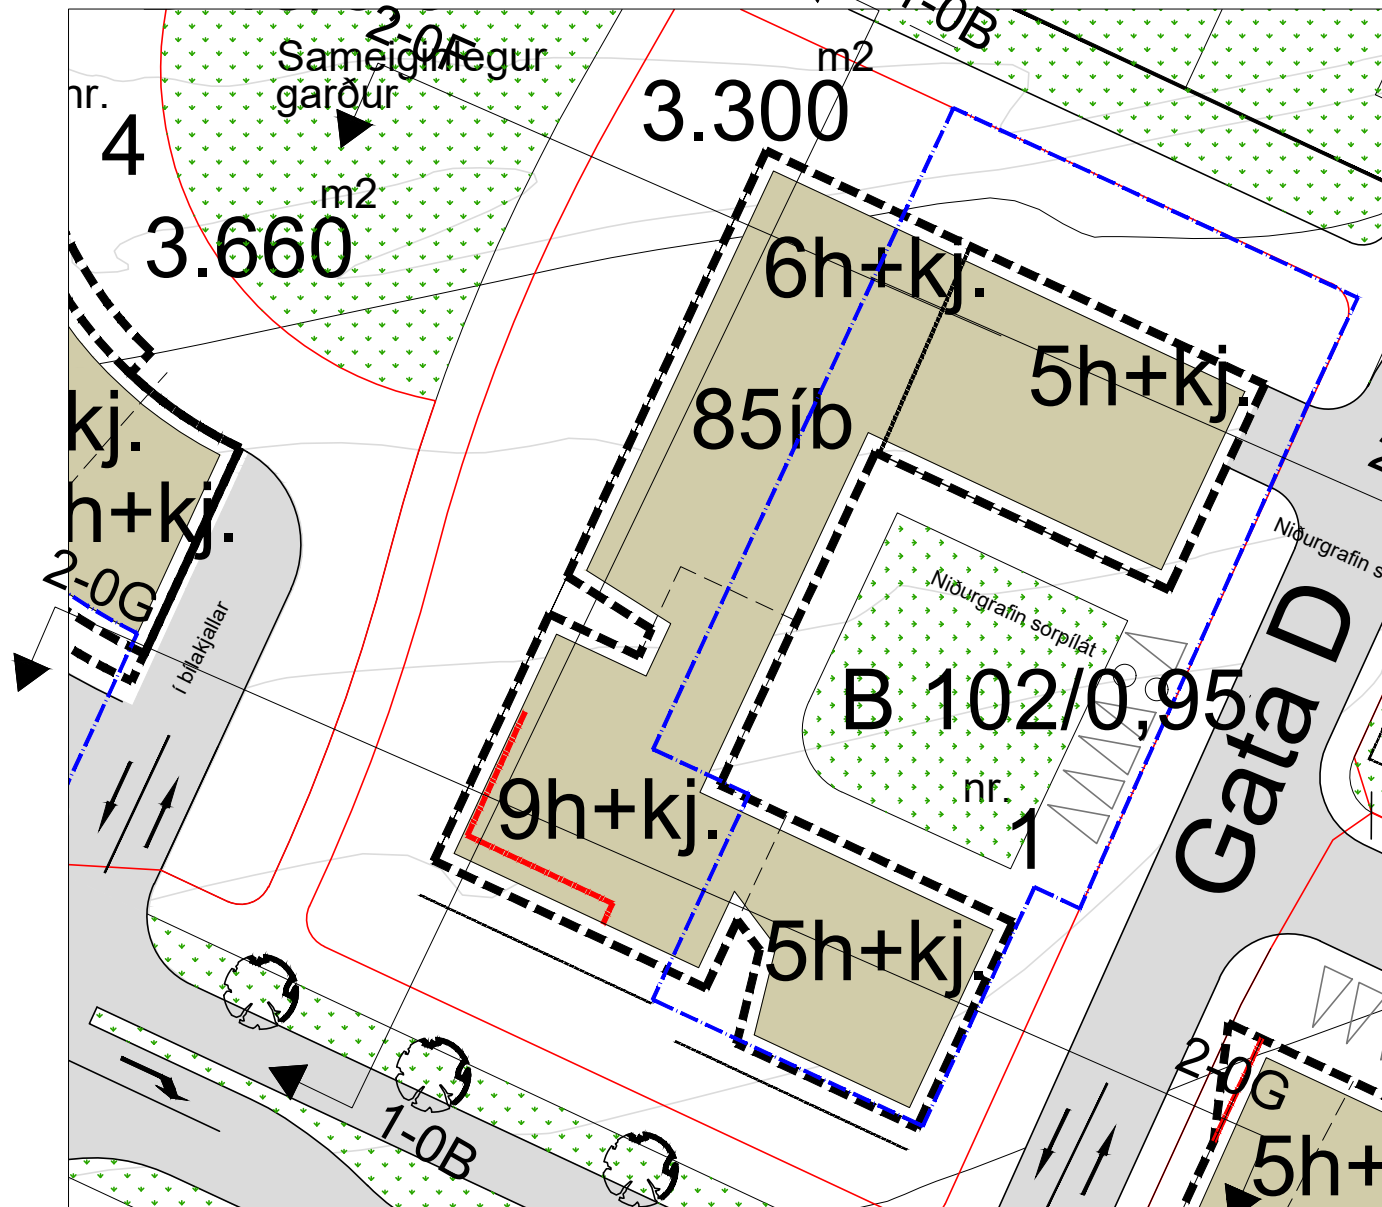 2-0F
1-0B
Sameiginlegur
garður
nr.
4
m2
3.660
m2
3.300
6h+kj.
5h+kj.
85íb
kj.
h+kj.
2-0G
í bílakjallar
Niðurgrafin
Niðurgrafin sorpílát
B 102/0,95
nr.
1
Gata D
9h+kj.
5h+kj.
2-0G
5h+
1-0B